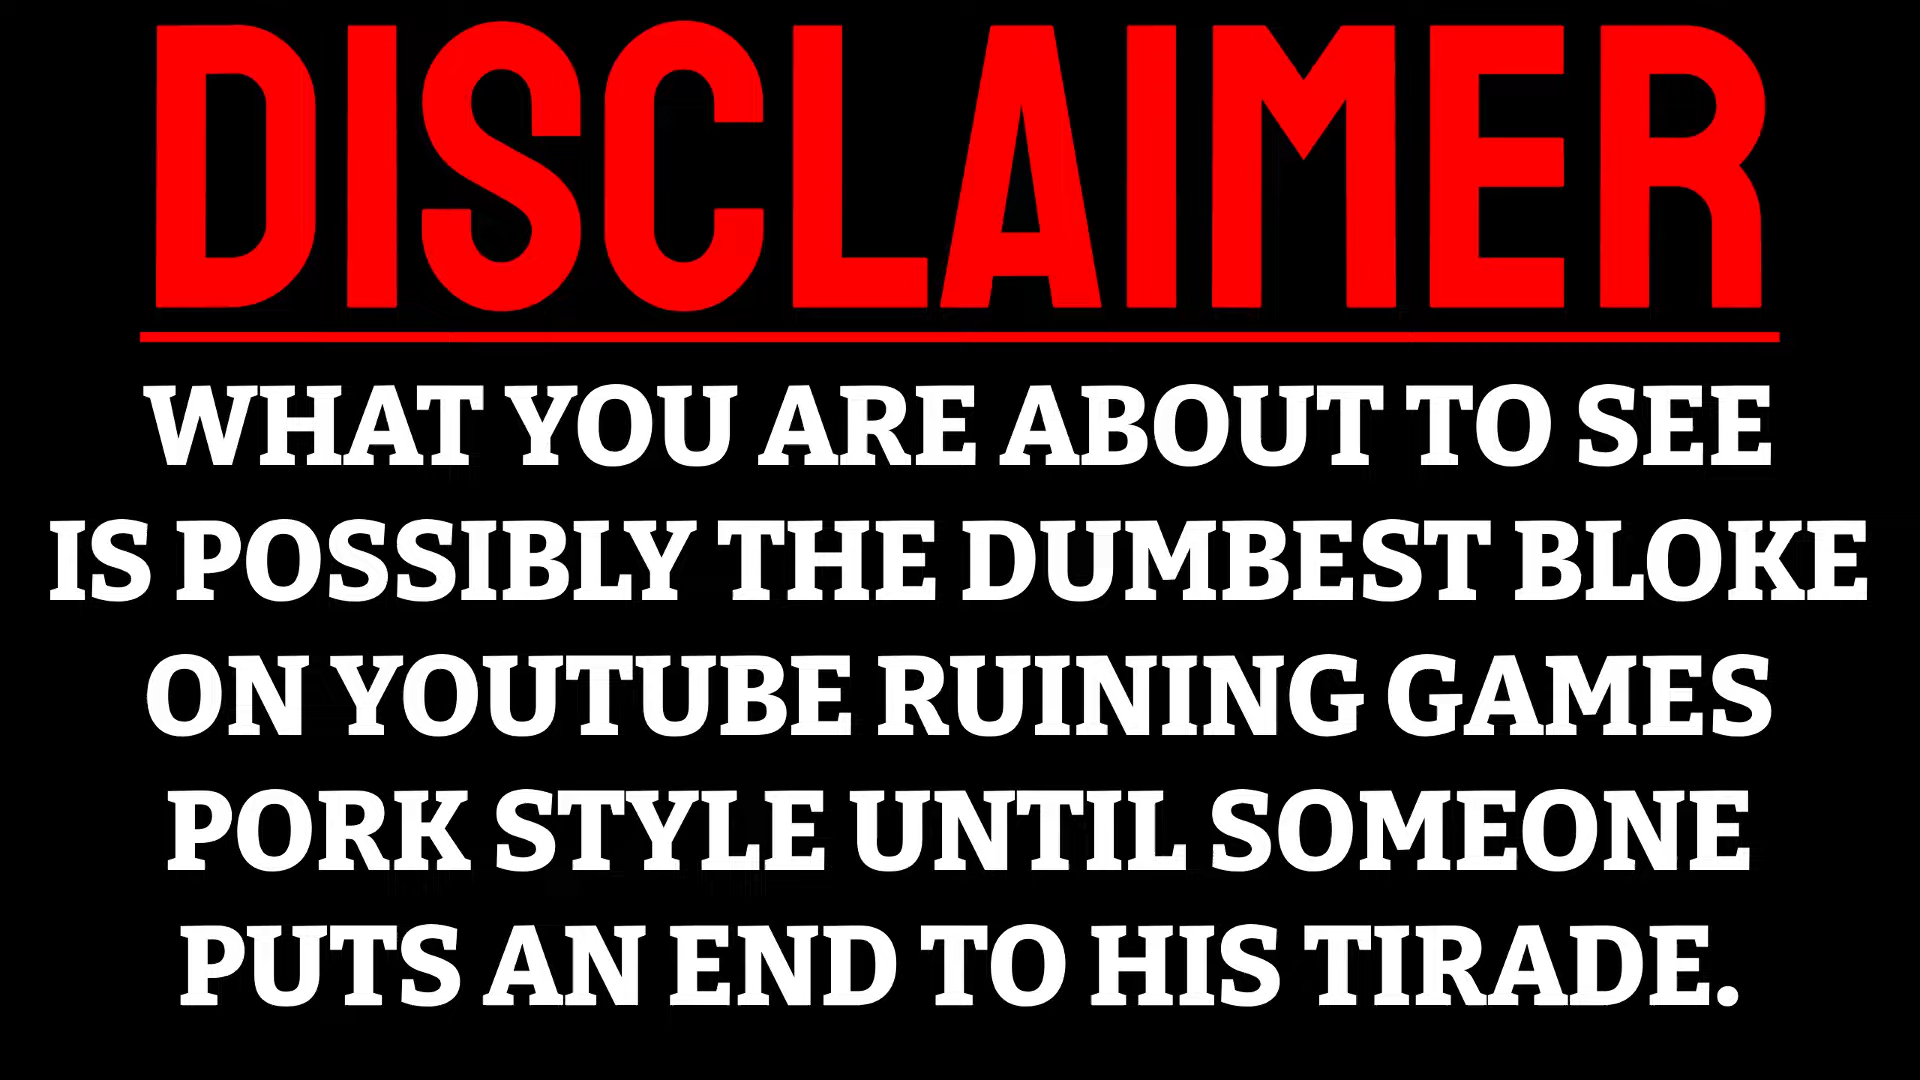 DISCLAIMER
WHAT YOU ARE ABOUT TO SEE
IS POSSIBLY THE DUMBEST BLOKE
ON YOUTUBE RUINING GAMES
PORK STYLE UNTIL SOMEONE
PUTS AN END TO HIS TIRADE.